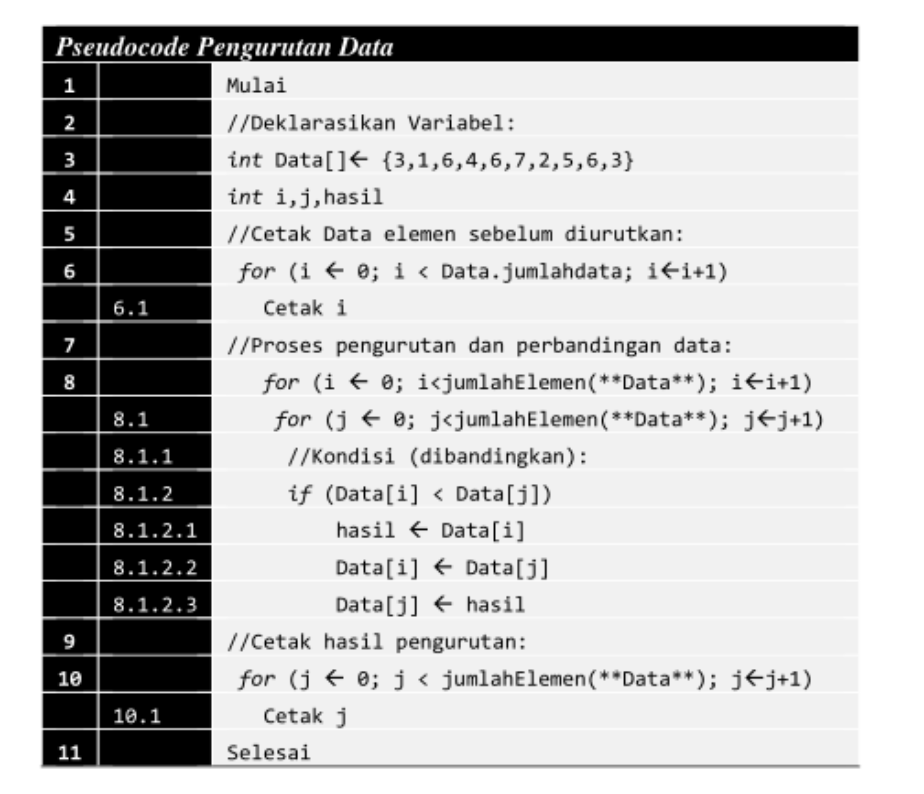 Pseudocode Pengurutan Data
1 Mulai
2 //Deklarasikan Variabel:
3 int Data[]← {3,1,6,4,6,7,2,5,6,3}
4 int i,j,hasil
5 //Cetak Data elemen sebelum diurutkan:
6 for (i ← 0; i < Data.jumlahdata; i←i+1)
6.1 Cetak i
7 //Proses pengurutan dan perbandingan data:
8 for (i ← 0; i<jumlahElemen(**Data**); i←i+1)
8.1 for (j ← 0; j<jumlahElemen(**Data**); j←j+1)
8.1.1 //Kondisi (dibandingkan):
8.1.2 if (Data[i] < Data[j])
8.1.2.1 hasil ← Data[i]
8.1.2.2 Data[i] ← Data[j]
8.1.2.3 Data[j] ← hasil
9 //Cetak hasil pengurutan:
10 for (j ← 0; j < jumlahElemen(**Data**); j←j+1)
10.1 Cetak j
11 Selesai